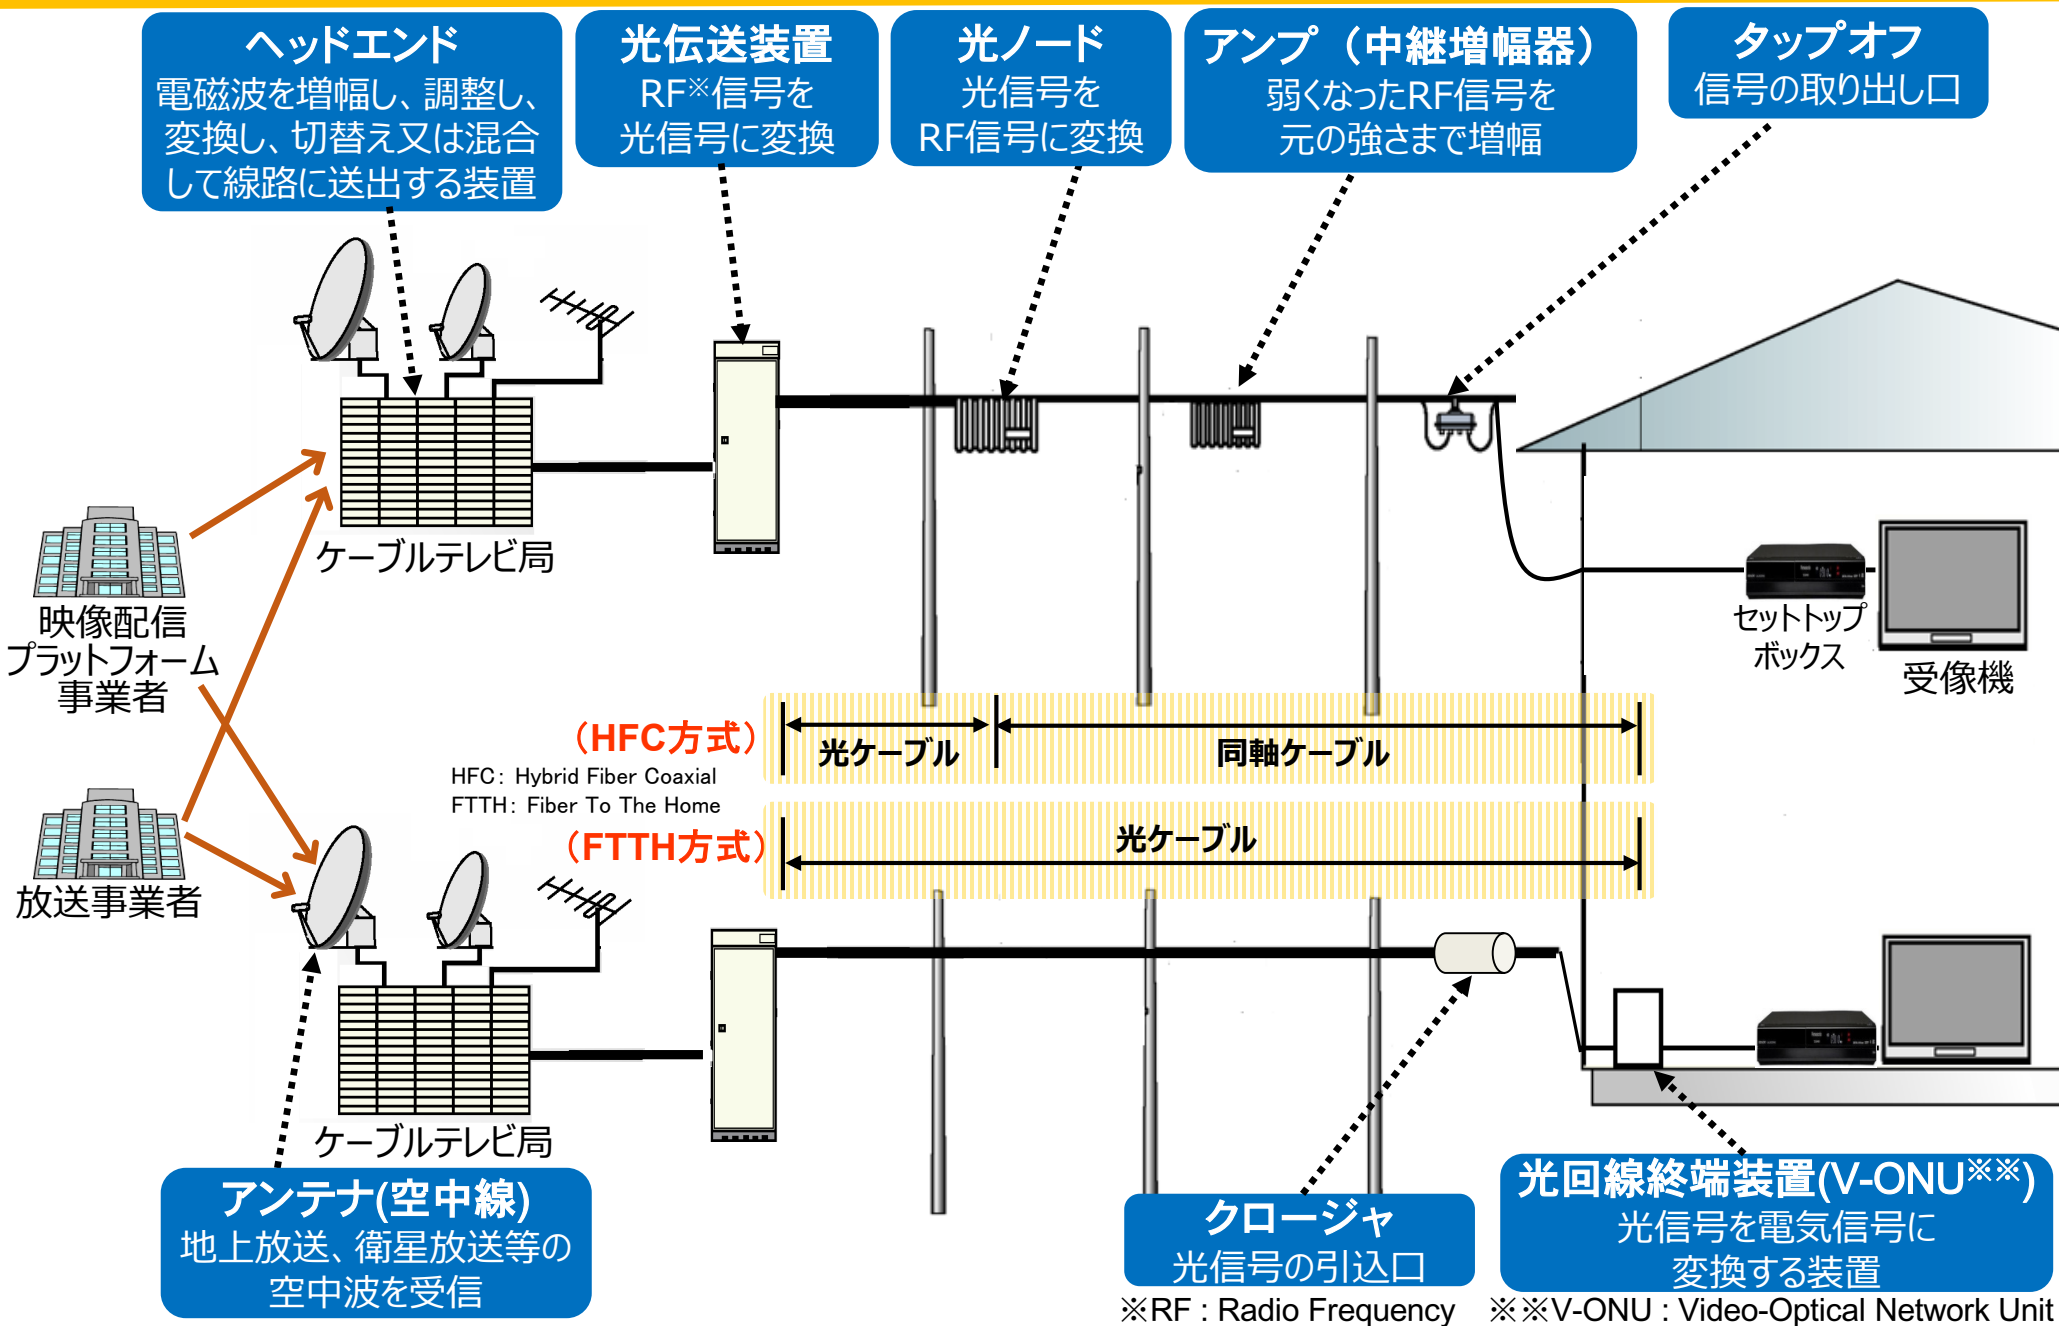 ヘッドエンド
電磁波を増幅し、調整し、
変換し、切替え又は混合
して線路に送出する装置
光伝送装置
RF※信号を
光信号に変換
光ノード
光信号を
RF信号に変換
アンプ（中継増幅器）
弱くなったRF信号を
元の強さまで増幅
タップオフ
信号の取り出し口
ケーブルテレビ局
映像配信
プラットフォーム
事業者
セットトップ
ボックス
受像機
（HFC方式）
光ケーブル
同軸ケーブル
HFC: Hybrid Fiber Coaxial
FTTH: Fiber To The Home
（FTTH方式）
光ケーブル
放送事業者
ケーブルテレビ局
アンテナ(空中線)
地上放送、衛星放送等の
空中波を受信
クロージャ
光信号の引込口
光回線終端装置(V-ONU※※)
光信号を電気信号に
変換する装置
※RF : Radio Frequency
※※V-ONU : Video-Optical Network Unit